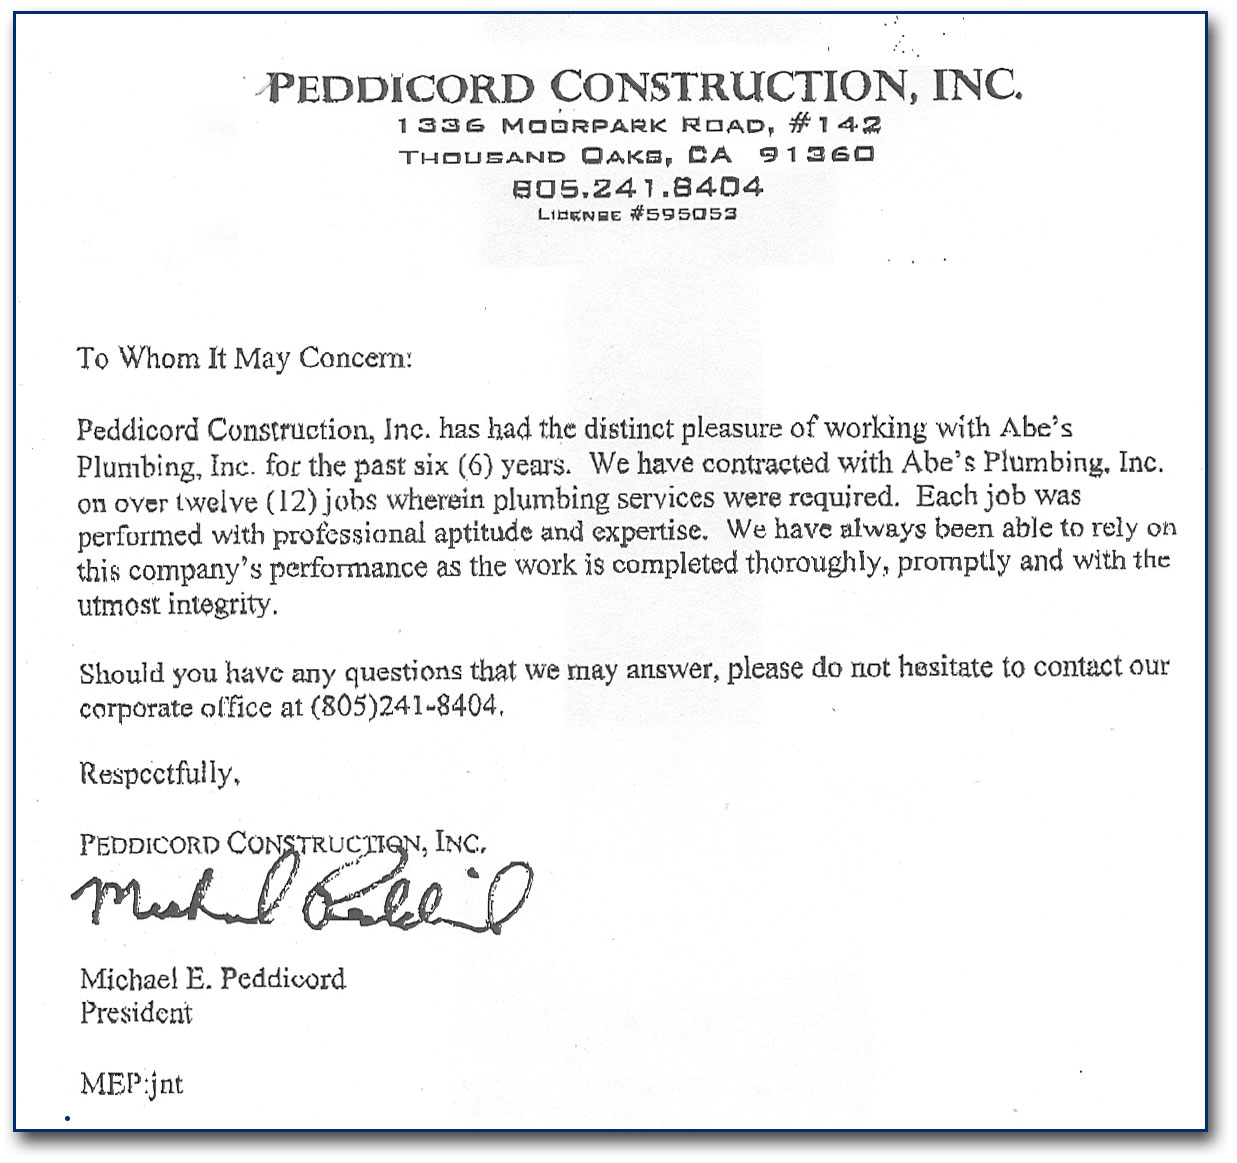 PEDDICORD CONSTRUCTION, INC.
1336 MOORPARK ROAD, #142
THOUSAND OAKS, CA 91360
805.241.8404
LICENSE #595053
To Whom It May Concern:
Peddicord Construction, Inc. has had the distinct pleasure of working with Abe's
Plumbing, Inc. for the past six (6) years. We have contracted with Abe's Plumbing, Inc.
on over twelve (12) jobs wherein plumbing services were required. Each job was
performed with professional aptitude and expertise. We have always been able to rely on
this company's performance as the work is completed thoroughly, promptly and with the
utmost integrity.
Should you have any questions that we may answer, please do not hesitate to contact our
corporate office at (805)241-8404.
Respectfully,
PEDDICORD CONSTRUCTION, INC.
Michael Peddicord
Michael E. Peddicord
President
MEP:jnt